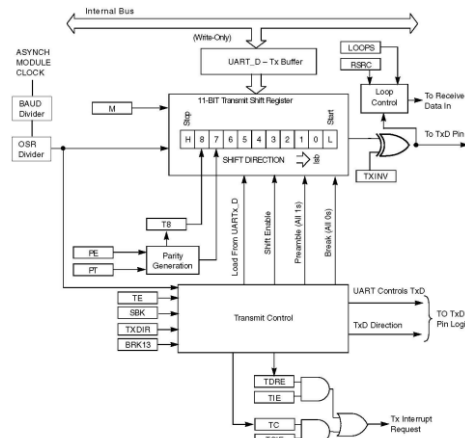 Internal Bus
(Write-Only)
UART_D – Tx Buffer
LOOPS
RSRC
ASYNCH
MODULE
CLOCK
BAUD
Divider
OSR
Divider
M
11-BIT Transmit Shift Register
Stop
Start
H 8 7 6 5 4 3 2 1 0 L
SHIFT DIRECTION
lsb
Loop
Control
To Receive
Data In
To TxD Pin
TXINV
T8
PE
PT
Parity
Generation
Load From UARTx_D
Shift Enable
Preamble (All 1s)
Break (All 0s)
TE
SBK
TXDIR
BRK13
Transmit Control
UART Controls TxD
TxD Direction
TO TxD
Pin Logi
TDRE
TIE
TC
Tx Interrupt
Request